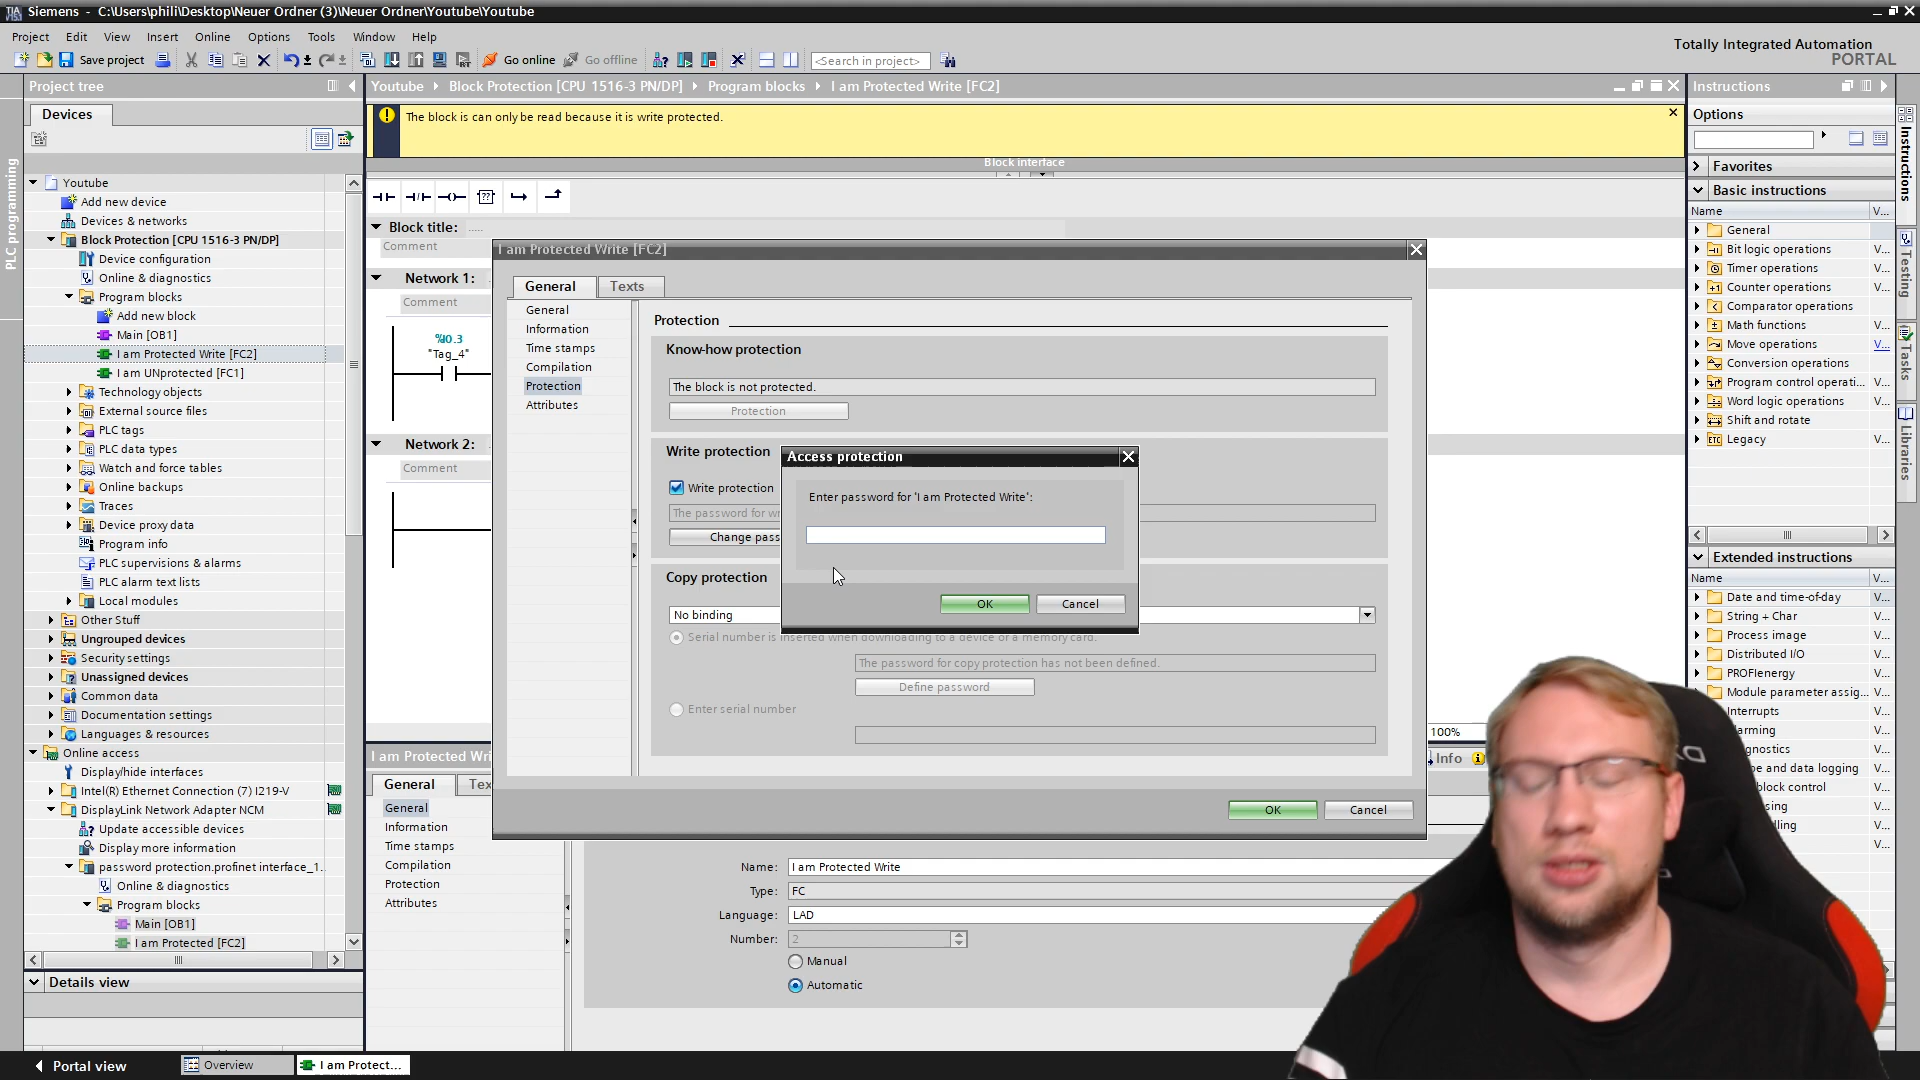 Siemens - C:\Users\phili\Desktop\Neuer Ordner (3)\Neuer Ordner\Youtube\Youtube
Project Edit View Insert Online Options Tools Window Help
Totally Integrated Automation
PORTAL
Save project
Go online
Go offline
<Search in project>
Project tree
Devices
PLC programming
Youtube
Add new device
Devices & networks
Block Protection [CPU 1516-3 PN/DP]
Device configuration
Online & diagnostics
Program blocks
Add new block
Main [OB1]
I am Protected Write [FC2]
I am UNprotected [FC1]
Technology objects
External source files
PLC tags
PLC data types
Watch and force tables
Online backups
Traces
Device proxy data
Program info
PLC supervisions & alarms
PLC alarm text lists
Local modules
Other Stuff
Ungrouped devices
Security settings
Unassigned devices
Common data
Documentation settings
Languages & resources
Online access
Display/hide interfaces
Intel(R) Ethernet Connection (7) I219-V
DisplayLink Network Adapter NCM
Update accessible devices
Display more information
password protection.profinet interface_1.
Online & diagnostics
Program blocks
Main [OB1]
I am Protected [FC2]
Details view
Youtube Block Protection [CPU 1516-3 PN/DP] Program blocks I am Protected Write [FC2]
The block is can only be read because it is write protected.
Block interface
??
Block title: .....
Comment
Network 1:
Comment
%I0.3
"Tag_4"
Network 2:
Comment
I am Protected Write [FC2]
General Texts
General
Information
Time stamps
Compilation
Protection
Attributes
Protection
Know-how protection
The block is not protected.
Protection
Write protection
Write protection
The password for wr
Change pass
Copy protection
No binding
Serial number is inserted when downloading to a device or a memory card.
The password for copy protection has not been defined.
Define password
Enter serial number
OK Cancel
Access protection
Enter password for 'I am Protected Write':
OK Cancel
100%
Info
I am Protected Wri
General Tex
General
Information
Time stamps
Compilation
Protection
Attributes
Name: I am Protected Write
Type: FC
Language: LAD
Number: 2
Manual
Automatic
Instructions
Options
Favorites
Basic instructions
Name V...
General
Bit logic operations V...
Timer operations V...
Counter operations V...
Comparator operations
Math functions V...
Move operations V...
Conversion operations V...
Program control operati... V...
Word logic operations V...
Shift and rotate
Legacy V...
Extended instructions
Name V...
Date and time-of-day V...
String + Char V...
Process image V...
Distributed I/O V...
PROFIenergy V...
Module parameter assig... V...
Interrupts V...
arming V...
gnostics V...
pe and data logging
block control V...
sing V...
lling V...
V...
Instructions
Testing
Tasks
Libraries
Portal view
Overview
I am Protect...